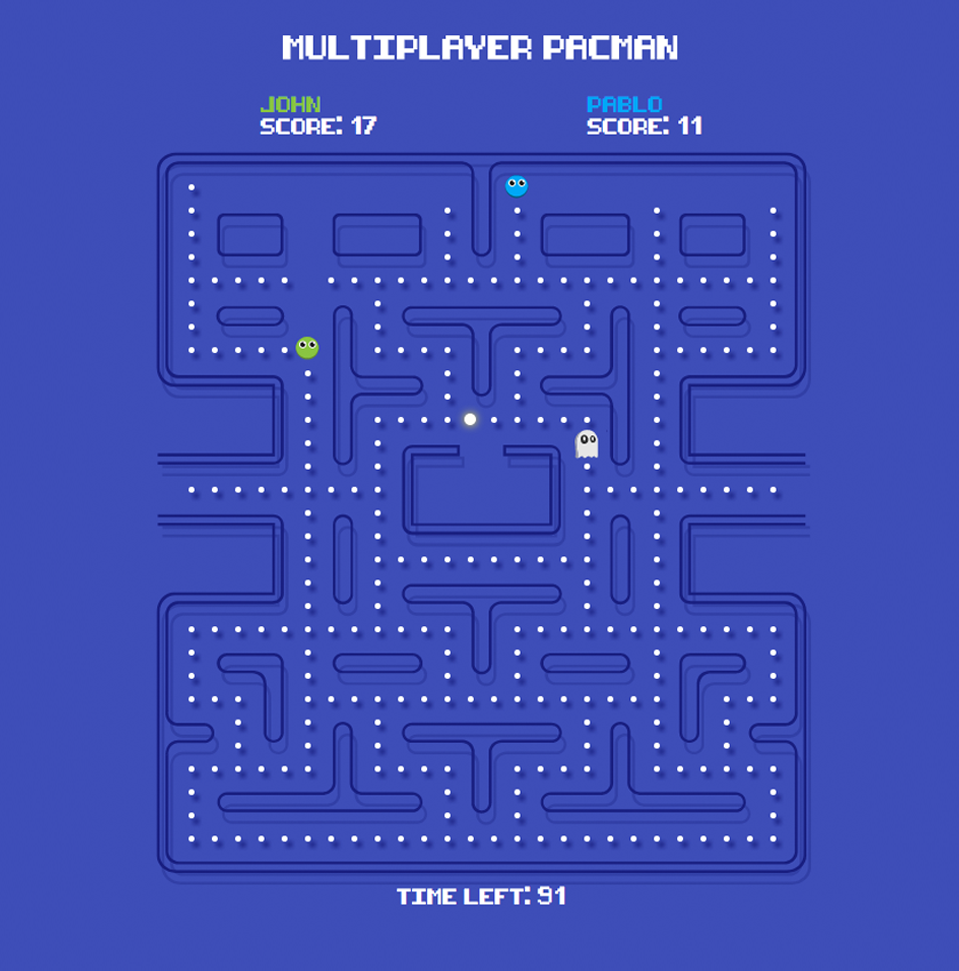 MULTIPLAYER PACMAN
JOHN
SCORE: 17
PABLO
SCORE: 11
TIME LEFT: 91